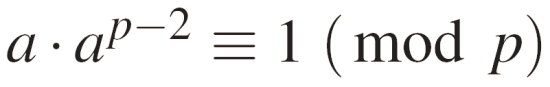 a · a^{p−2} ≡ 1 ( mod p)